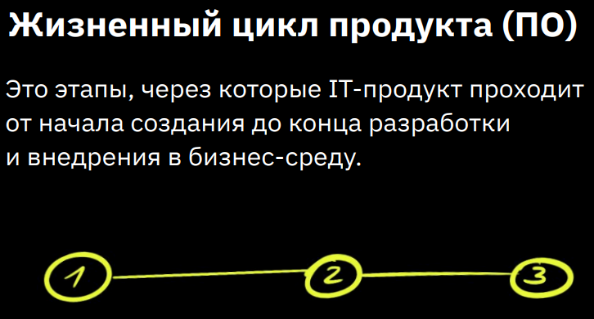 Жизненный цикл продукта (ПО)
Это этапы, через которые IT-продукт проходит
от начала создания до конца разработки
и внедрения в бизнес-среду.
1 2 3